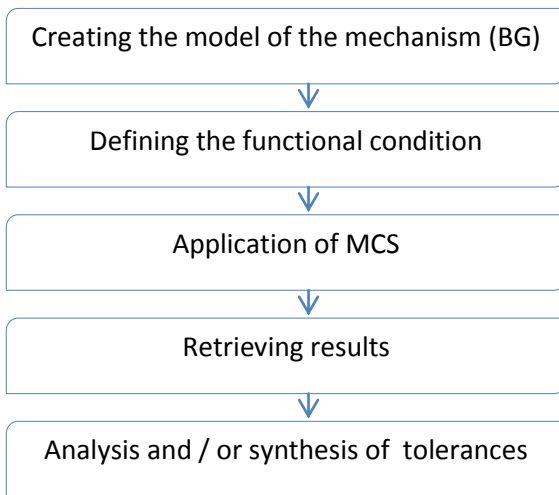 Creating the model of the mechanism (BG)
Defining the functional condition
Application of MCS
Retrieving results
Analysis and / or synthesis of tolerances